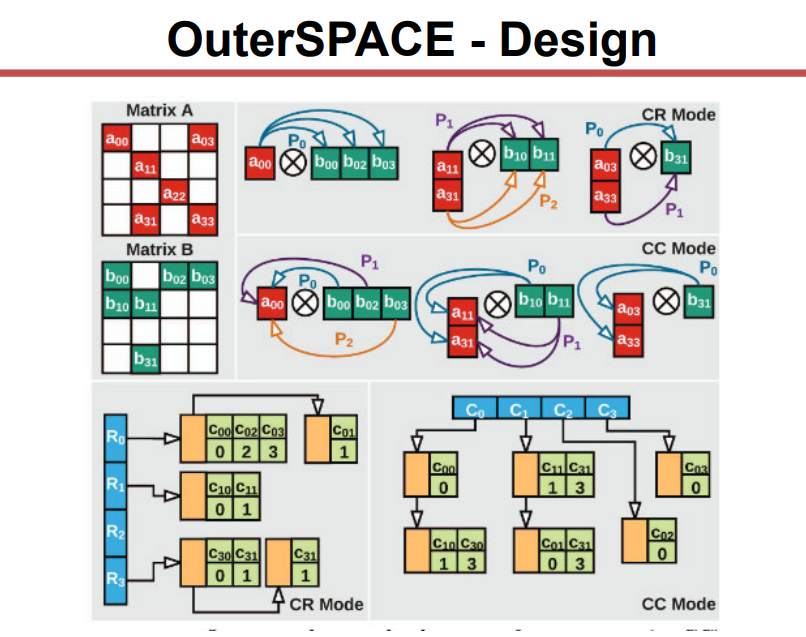 OuterSPACE - Design
Matrix A
a00 a03
a11
a22
a31 a33
Matrix B
b00 b02 b03
b10 b11
b31
CR Mode
P0
a00 b00 b02 b03
P1
a11 b10 b11
a31
P2
P0
a03 b31
a33
P1
CC Mode
P1
P0
a00 b00 b02 b03
P2
P0
b10 b11
a11
a31
P1
P0
a03 b31
a33
R0
R1
R2
R3
c00 c02 c03
0 2 3
c01
1
c10 c11
0 1
c30 c31
0 1
c31
1
CR Mode
C0 C1 C2 C3
c00
0
c11 c31
1 3
c03
0
c10 c30
1 3
c01 c31
0 3
c02
0
CC Mode